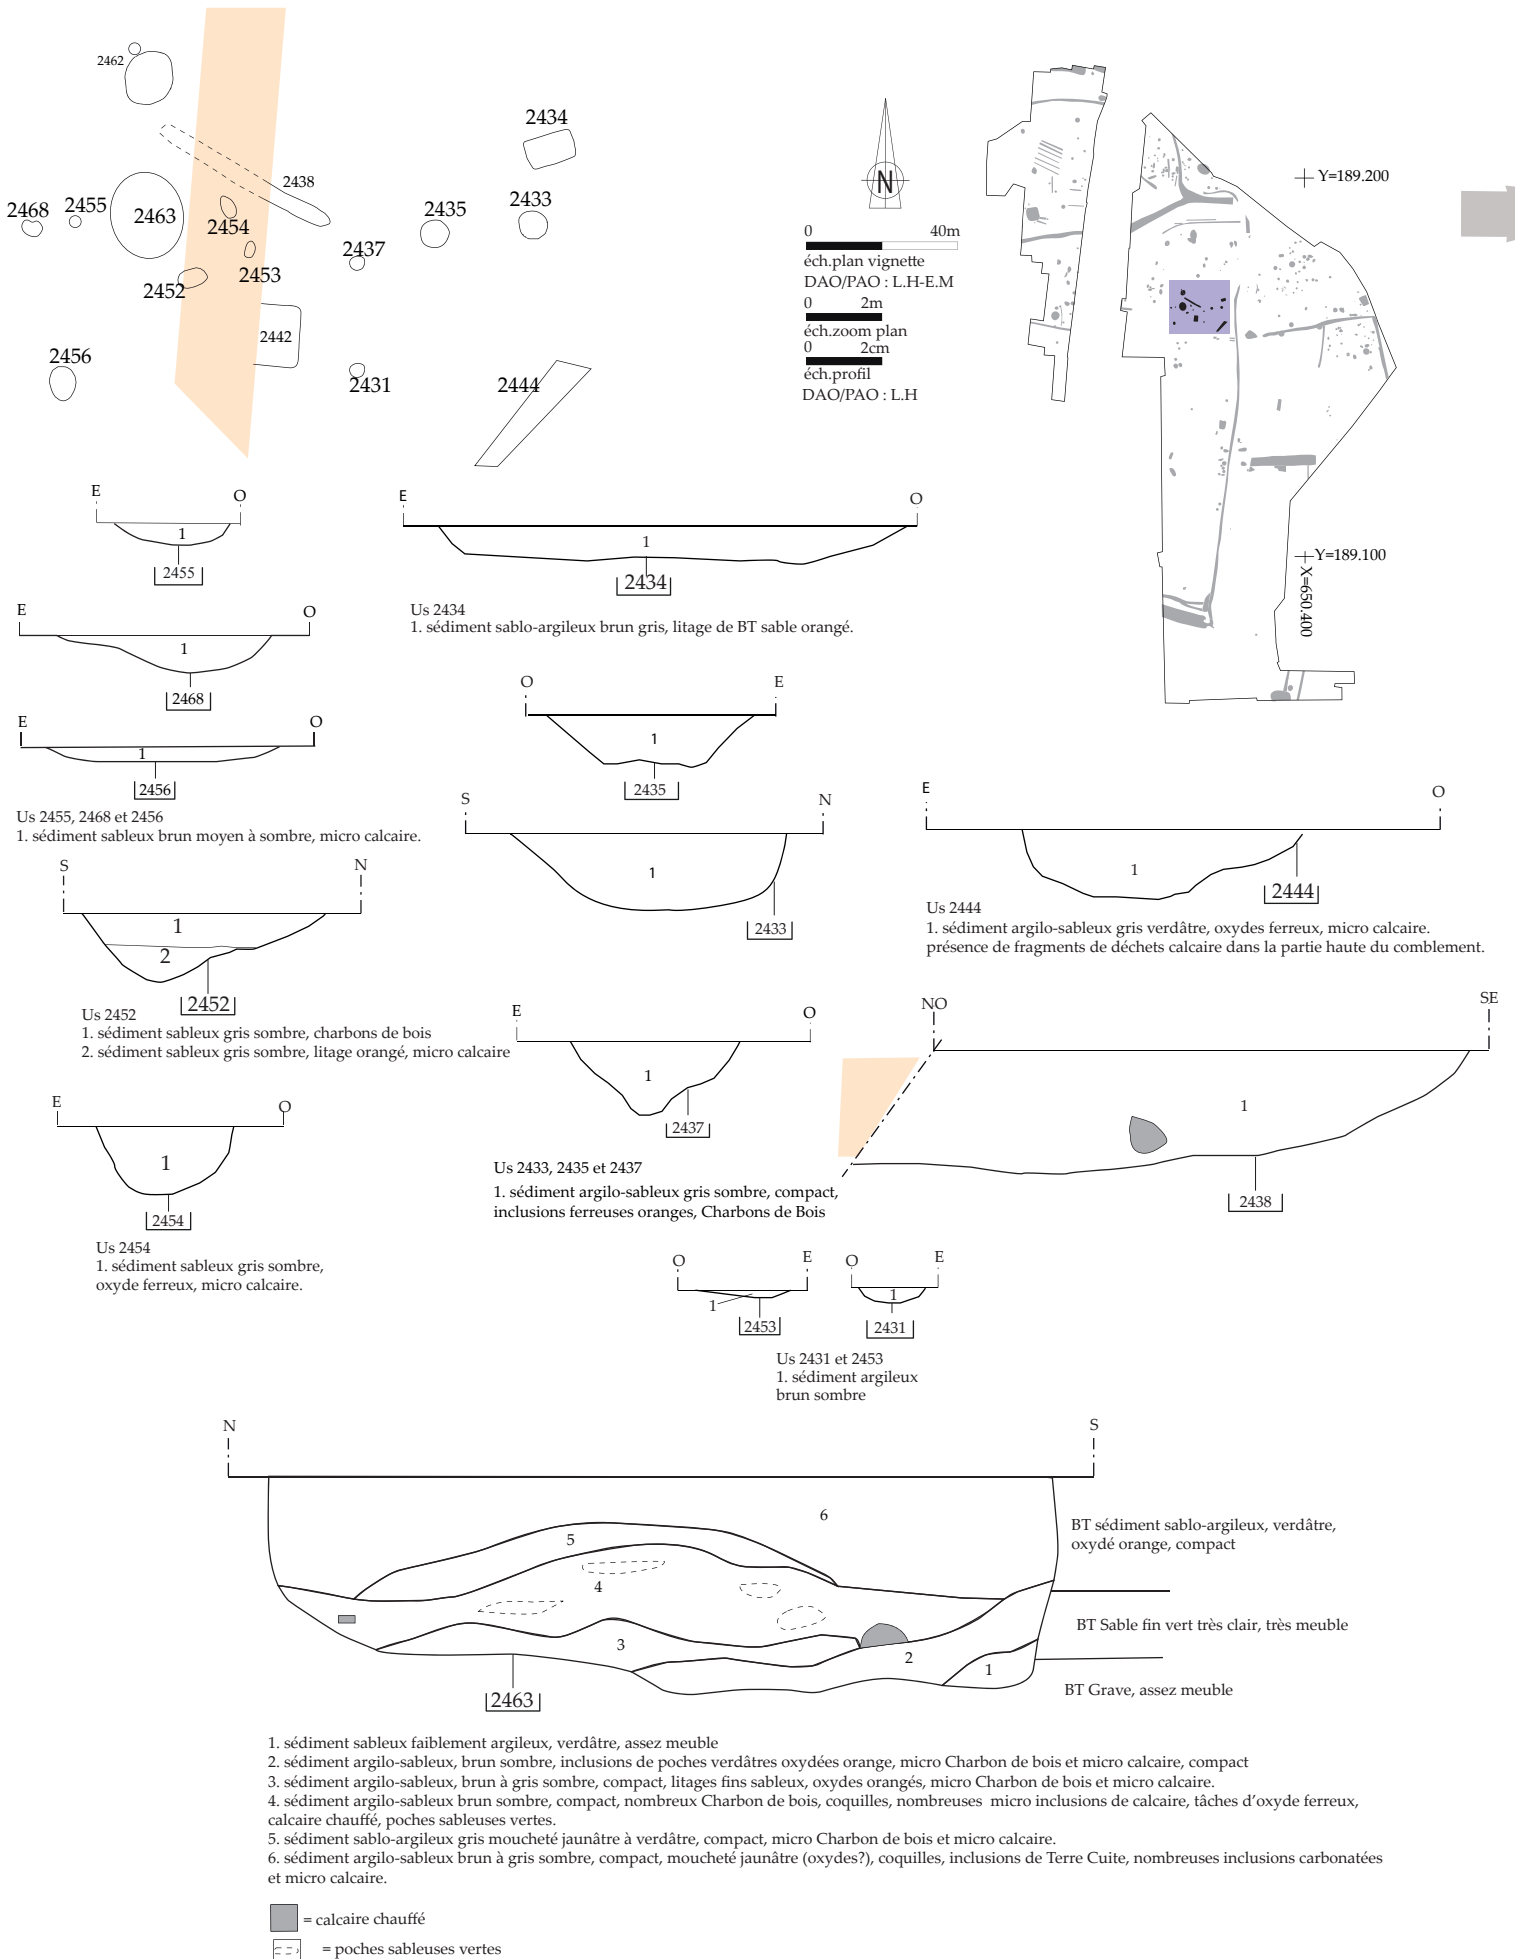 2462
2438
2434
2468
2455
2463
2454
2435
2433
2437
2453
2452
2442
2456
2431
2444
N
0 40m
éch.plan vignette
DAO/PAO : L.H-E.M
0 2m
éch.zoom plan
0 2cm
éch.profil
DAO/PAO : L.H
Y=189.200
Y=189.100
X=650.400
E O
1
2455
E O
1
2434
Us 2434
1. sédiment sablo-argileux brun gris, litage de BT sable orangé.
E O
1
2468
E O
1
2456
Us 2455, 2468 et 2456
1. sédiment sableux brun moyen à sombre, micro calcaire.
O E
1
2435
S N
1
2433
E O
1
2444
Us 2444
1. sédiment argilo-sableux gris verdâtre, oxydes ferreux, micro calcaire.
présence de fragments de déchets calcaire dans la partie haute du comblement.
S N
1
2
2452
Us 2452
1. sédiment sableux gris sombre, charbons de bois
2. sédiment sableux gris sombre, litage orangé, micro calcaire
E O
1
2437
Us 2433, 2435 et 2437
1. sédiment argilo-sableux gris sombre, compact,
inclusions ferreuses oranges, Charbons de Bois
NO SE
1
2438
E O
1
2454
Us 2454
1. sédiment sableux gris sombre,
oxyde ferreux, micro calcaire.
O E
1
2453
O E
1
2431
Us 2431 et 2453
1. sédiment argileux
brun sombre
N S
6
5
4
3
2
1
2463
BT sédiment sablo-argileux, verdâtre,
oxydé orange, compact
BT Sable fin vert très clair, très meuble
BT Grave, assez meuble
1. sédiment sableux faiblement argileux, verdâtre, assez meuble
2. sédiment argilo-sableux, brun sombre, inclusions de poches verdâtres oxydées orange, micro Charbon de bois et micro calcaire, compact
3. sédiment argilo-sableux, brun à gris sombre, compact, litages fins sableux, oxydes orangés, micro Charbon de bois et micro calcaire.
4. sédiment argilo-sableux brun sombre, compact, nombreux Charbon de bois, coquilles, nombreuses micro inclusions de calcaire, tâches d'oxyde ferreux,
calcaire chauffé, poches sableuses vertes.
5. sédiment sablo-argileux gris moucheté jaunâtre à verdâtre, compact, micro Charbon de bois et micro calcaire.
6. sédiment argilo-sableux brun à gris sombre, compact, moucheté jaunâtre (oxydes?), coquilles, inclusions de Terre Cuite, nombreuses inclusions carbonatées
et micro calcaire.
= calcaire chauffé
= poches sableuses vertes